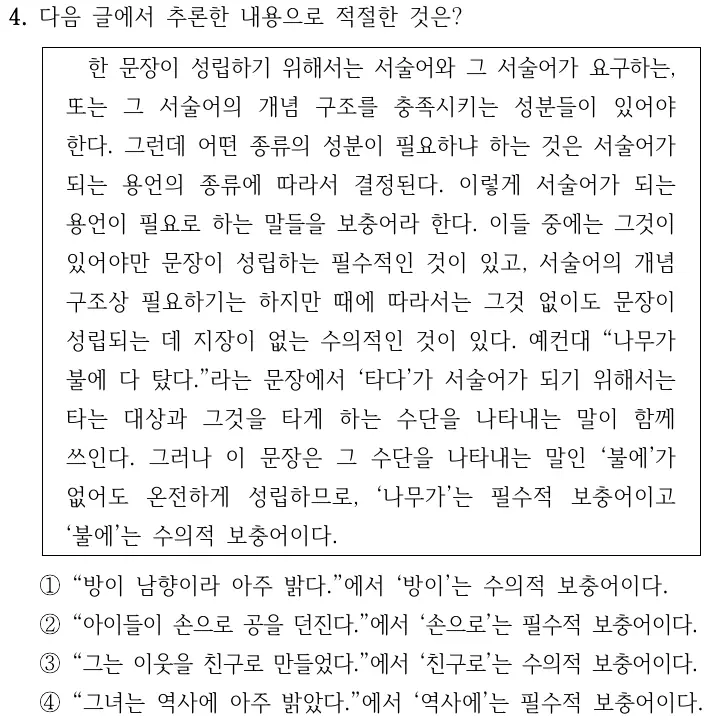 4. 다음 글에서 추론한 내용으로 적절한 것은?
한 문장이 성립하기 위해서는 서술어와 그 서술어가 요구하는,
또는 그 서술어의 개념 구조를 충족시키는 성분들이 있어야
한다. 그런데 어떤 종류의 성분이 필요하냐 하는 것은 서술어가
되는 용언의 종류에 따라서 결정된다. 이렇게 서술어가 되는
용언이 필요로 하는 말들을 보충어라 한다. 이들 중에는 그것이
있어야만 문장이 성립하는 필수적인 것이 있고, 서술어의 개념
구조상 필요하기는 하지만 때에 따라서는 그것 없이도 문장이
성립되는 데 지장이 없는 수의적인 것이 있다. 예컨대 “나무가
불에 다 탔다.”라는 문장에서 ‘타다’가 서술어가 되기 위해서는
타는 대상과 그것을 타게 하는 수단을 나타내는 말이 함께
쓰인다. 그러나 이 문장은 그 수단을 나타내는 말인 ‘불에’가
없어도 온전하게 성립하므로, ‘나무가’는 필수적 보충어이고
‘불에’는 수의적 보충어이다.
① “방이 남향이라 아주 밝다.”에서 ‘방이’는 수의적 보충어이다.
② “아이들이 손으로 공을 던진다.”에서 ‘손으로’는 필수적 보충어이다.
③ “그는 이웃을 친구로 만들었다.”에서 ‘친구로’는 수의적 보충어이다.
④ “그녀는 역사에 아주 밝았다.”에서 ‘역사에’는 필수적 보충어이다.